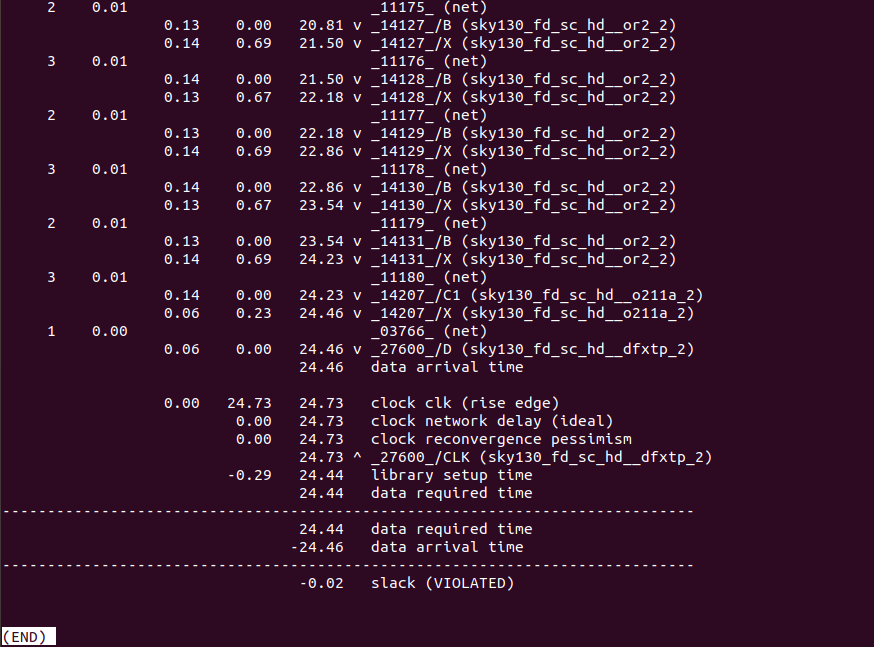 2 0.01 _11175_ (net)
0.13 0.00 20.81 v _14127_/B (sky130_fd_sc_hd__or2_2)
0.14 0.69 21.50 v _14127_/X (sky130_fd_sc_hd__or2_2)
3 0.01 _11176_ (net)
0.14 0.00 21.50 v _14128_/B (sky130_fd_sc_hd__or2_2)
0.13 0.67 22.18 v _14128_/X (sky130_fd_sc_hd__or2_2)
2 0.01 _11177_ (net)
0.13 0.00 22.18 v _14129_/B (sky130_fd_sc_hd__or2_2)
0.14 0.69 22.86 v _14129_/X (sky130_fd_sc_hd__or2_2)
3 0.01 _11178_ (net)
0.14 0.00 22.86 v _14130_/B (sky130_fd_sc_hd__or2_2)
0.13 0.67 23.54 v _14130_/X (sky130_fd_sc_hd__or2_2)
2 0.01 _11179_ (net)
0.13 0.00 23.54 v _14131_/B (sky130_fd_sc_hd__or2_2)
0.14 0.69 24.23 v _14131_/X (sky130_fd_sc_hd__or2_2)
3 0.01 _11180_ (net)
0.14 0.00 24.23 v _14207_/C1 (sky130_fd_sc_hd__o211a_2)
0.06 0.23 24.46 v _14207_/X (sky130_fd_sc_hd__o211a_2)
1 0.00 _03766_ (net)
0.06 0.00 24.46 v _27600_/D (sky130_fd_sc_hd__dfxtp_2)
24.46 data arrival time
0.00 24.73 24.73 clock clk (rise edge)
0.00 24.73 clock network delay (ideal)
0.00 24.73 clock reconvergence pessimism
24.73 ^ _27600_/CLK (sky130_fd_sc_hd__dfxtp_2)
-0.29 24.44 library setup time
24.44 data required time
-----------------------------------------------------------------------------
24.44 data required time
-24.46 data arrival time
-----------------------------------------------------------------------------
-0.02 slack (VIOLATED)
(END)